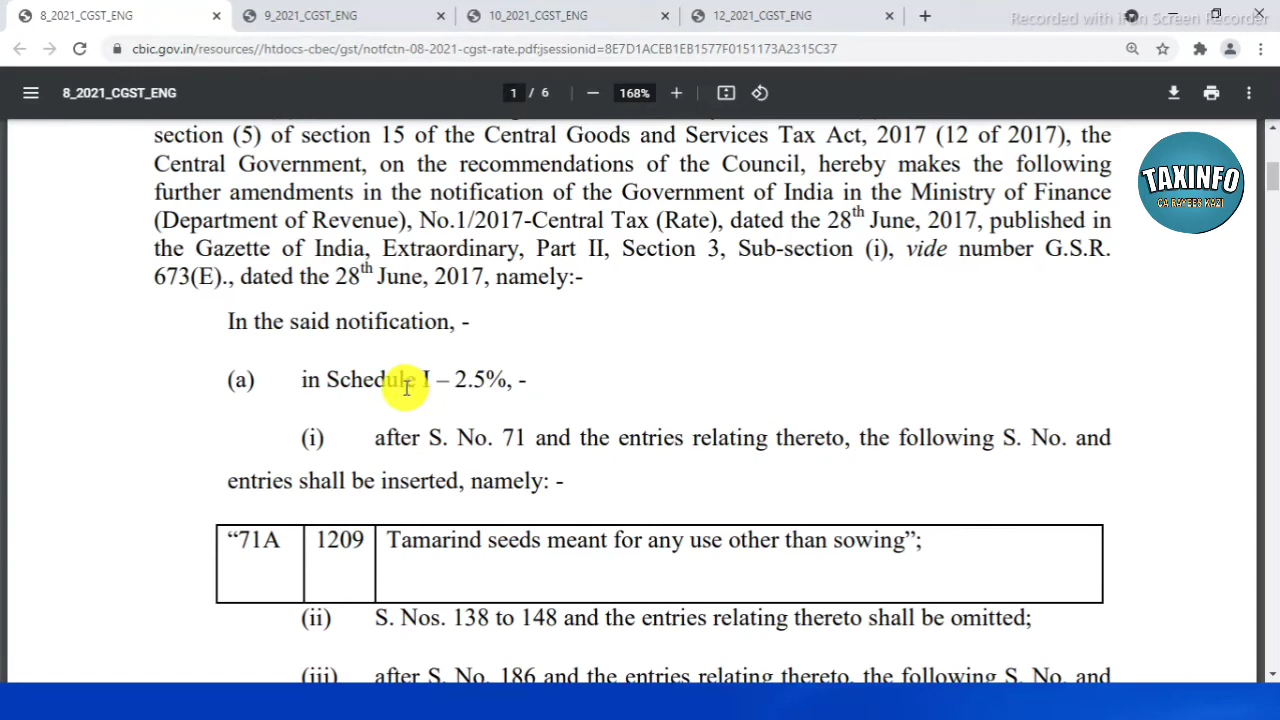 8_2021_CGST_ENG
9_2021_CGST_ENG
10_2021_CGST_ENG
12_2021_CGST_ENG
Recorded with iFun Screen Recorder
cbic.gov.in/resources//htdocs-cbec/gst/notfctn-08-2021-cgst-rate.pdf;jsessionid=8E7D1ACEB1EB1577F0151173A2315C37
8_2021_CGST_ENG
1 / 6
168%
section (5) of section 15 of the Central Goods and Services Tax Act, 2017 (12 of 2017), the
Central Government, on the recommendations of the Council, hereby makes the following
further amendments in the notification of the Government of India in the Ministry of Finance
(Department of Revenue), No.1/2017-Central Tax (Rate), dated the 28th June, 2017, published in
the Gazette of India, Extraordinary, Part II, Section 3, Sub-section (i), vide number G.S.R.
673(E)., dated the 28th June, 2017, namely:-
TAXINFO
CA RAYEES KAZI
In the said notification, -
(a) in Schedule I – 2.5%, -
(i) after S. No. 71 and the entries relating thereto, the following S. No. and
entries shall be inserted, namely: -
“71A 1209 Tamarind seeds meant for any use other than sowing”;
(ii) S. Nos. 138 to 148 and the entries relating thereto shall be omitted;
(iii) after S. No. 186 and the entries relating thereto, the following S. No. and